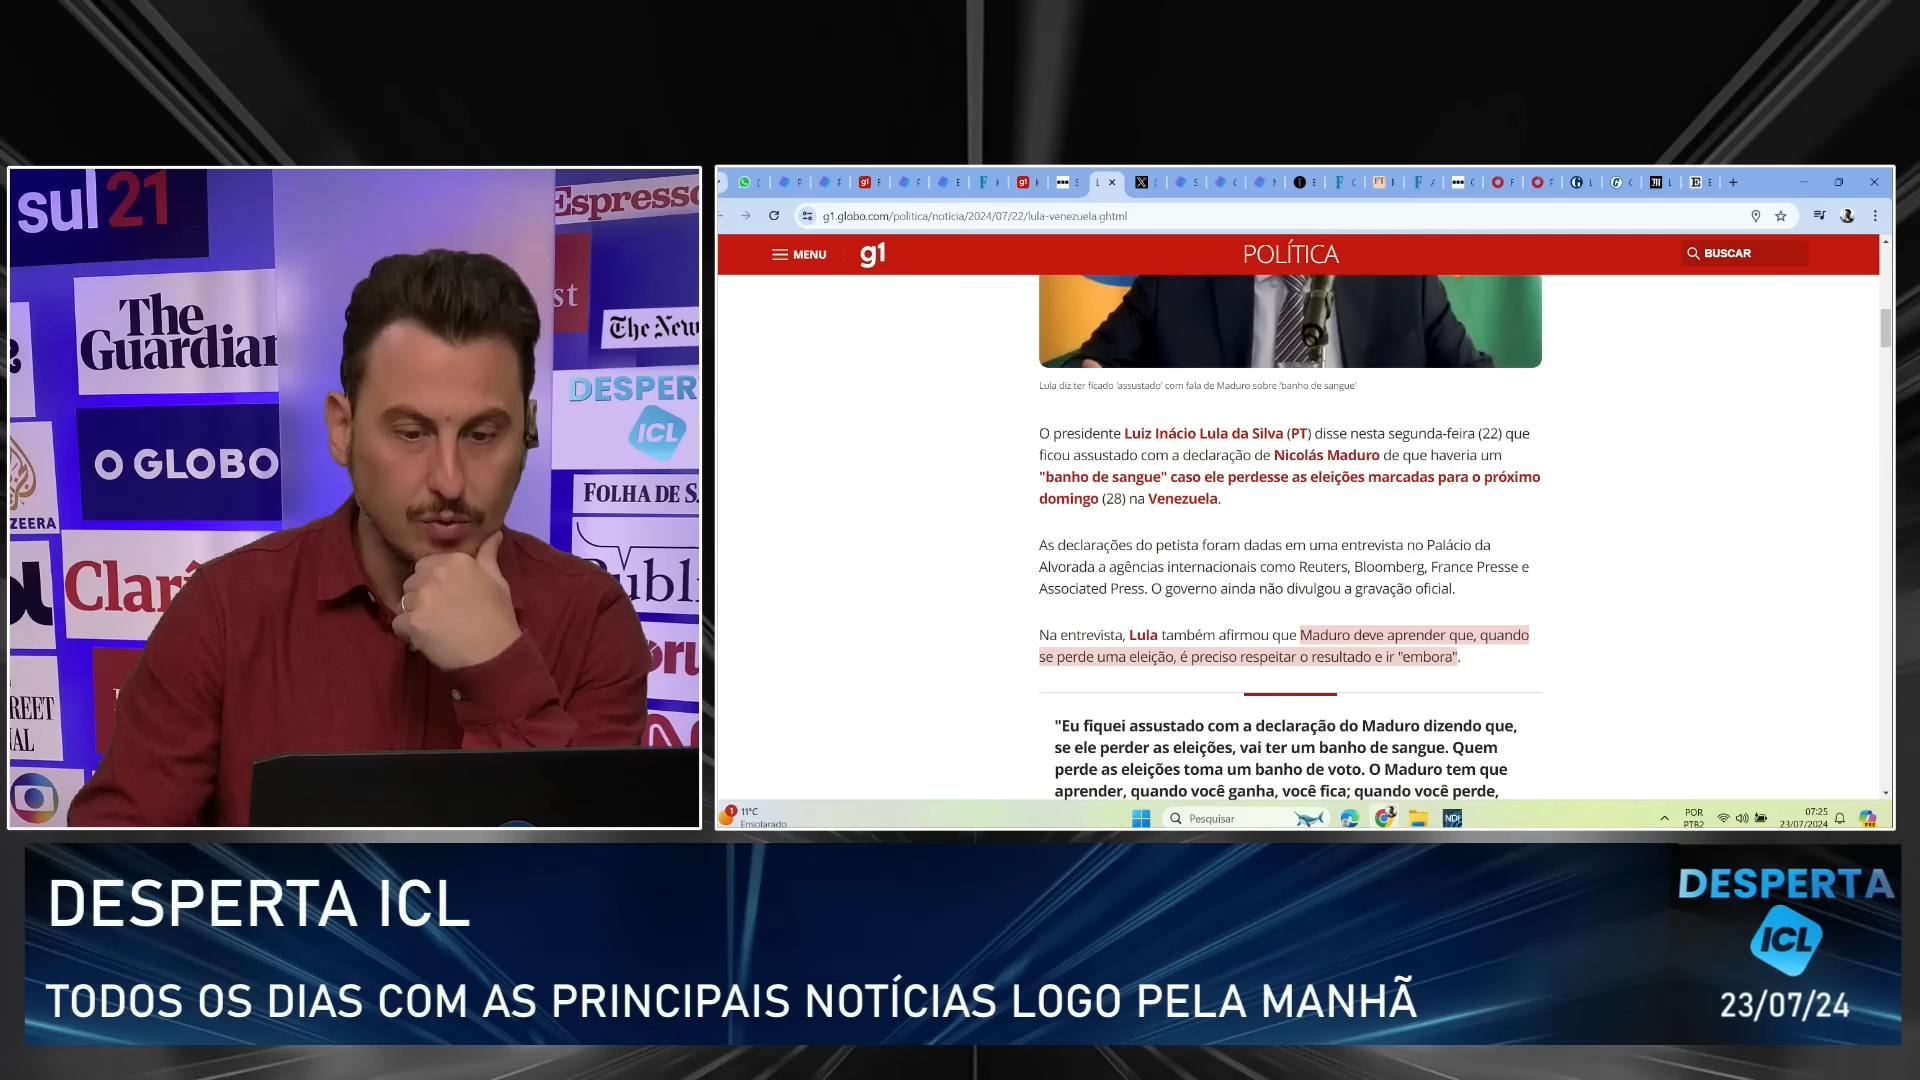 sul21
Espresso
The
Guardian
st
The New
DESPERT
ICL
O GLOBO
FOLHA DE S.
ZEERA
Clarí
REET
g1.globo.com/politica/noticia/2024/07/22/lula-venezuela.ghtml
MENU
g1
POLÍTICA
BUSCAR
Lula diz ter ficado 'assustado' com fala de Maduro sobre 'banho de sangue'
O presidente Luiz Inácio Lula da Silva (PT) disse nesta segunda-feira (22) que
ficou assustado com a declaração de Nicolás Maduro de que haveria um
"banho de sangue" caso ele perdesse as eleições marcadas para o próximo
domingo (28) na Venezuela.
As declarações do petista foram dadas em uma entrevista no Palácio da
Alvorada a agências internacionais como Reuters, Bloomberg, France Presse e
Associated Press. O governo ainda não divulgou a gravação oficial.
Na entrevista, Lula também afirmou que Maduro deve aprender que, quando
se perde uma eleição, é preciso respeitar o resultado e ir "embora".
"Eu fiquei assustado com a declaração do Maduro dizendo que,
se ele perder as eleições, vai ter um banho de sangue. Quem
perde as eleições toma um banho de voto. O Maduro tem que
aprender, quando você ganha, você fica; quando você perde,
11°C
Ensolarado
Pesquisar
POR
PTB2
07:25
23/07/2024
DESPERTA ICL
TODOS OS DIAS COM AS PRINCIPAIS NOTÍCIAS LOGO PELA MANHÃ
DESPERTA
ICL
23/07/24